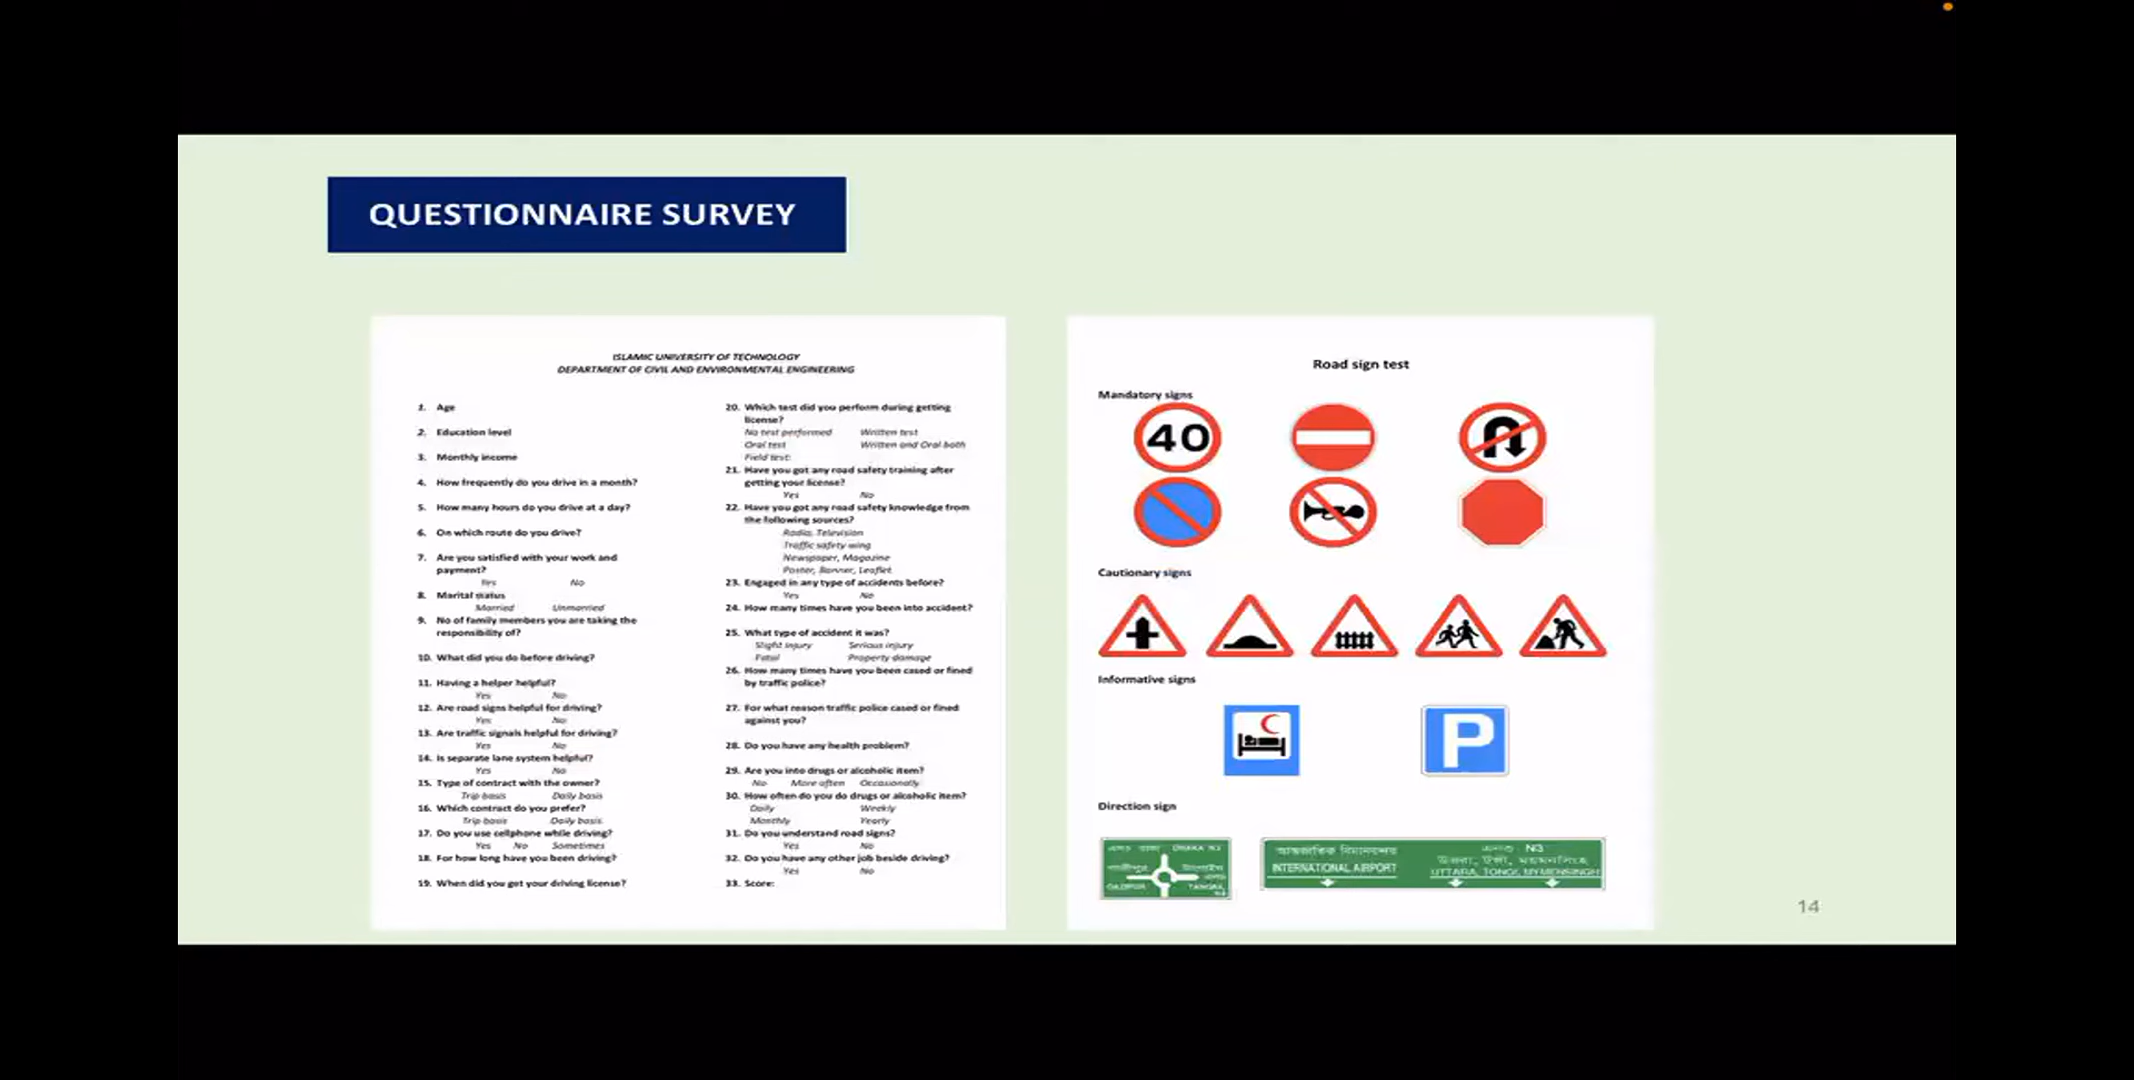 QUESTIONNAIRE SURVEY
ISLAMIC UNIVERSITY OF TECHNOLOGY
DEPARTMENT OF CIVIL AND ENVIRONMENTAL ENGINEERING
1. Age
2. Education level
3. Monthly income
4. How frequently do you drive in a month?
5. How many hours do you drive at a day?
6. On which route do you drive?
7. Are you satisfied with your work and
payment?
Yes No
8. Marital status
Married Unmarried
9. No of family members you are taking the
responsibility of?
10. What did you do before driving?
11. Having a helper helpful?
Yes No
12. Are road signs helpful for driving?
Yes No
13. Are traffic signals helpful for driving?
Yes No
14. Is separate lane system helpful?
Yes No
15. Type of contract with the owner?
Trip basis Daily basis
16. Which contract do you prefer?
Trip basis Daily basis
17. Do you use cellphone while driving?
Yes No Sometimes
18. For how long have you been driving?
19. When did you get your driving license?
20. Which test did you perform during getting
license?
No test performed Written test
Oral test Written and Oral both
Field test
21. Have you got any road safety training after
getting your license?
Yes No
22. Have you got any road safety knowledge from
the following sources?
Radio, Television
Traffic safety wing
Newspaper, Magazine
Poster, Banner, Leaflet
23. Engaged in any type of accidents before?
Yes No
24. How many times have you been into accident?
25. What type of accident it was?
Slight injury Serious injury
Fatal Property damage
26. How many times have you been cased or fined
by traffic police?
27. For what reason traffic police cased or fined
against you?
28. Do you have any health problem?
29. Are you into drugs or alcoholic item?
No More often Occasionally
30. How often do you do drugs or alcoholic item?
Daily Weekly
Monthly Yearly
31. Do you understand road signs?
Yes No
32. Do you have any other job beside driving?
Yes No
33. Score:
Road sign test
Mandatory signs
40
Cautionary signs
Informative signs
P
Direction sign
DHAKA N3
GAZIPUR TANGAIL
N3
INTERNATIONAL AIRPORT
UTTARA, TONGI, MYMENSINGH
14